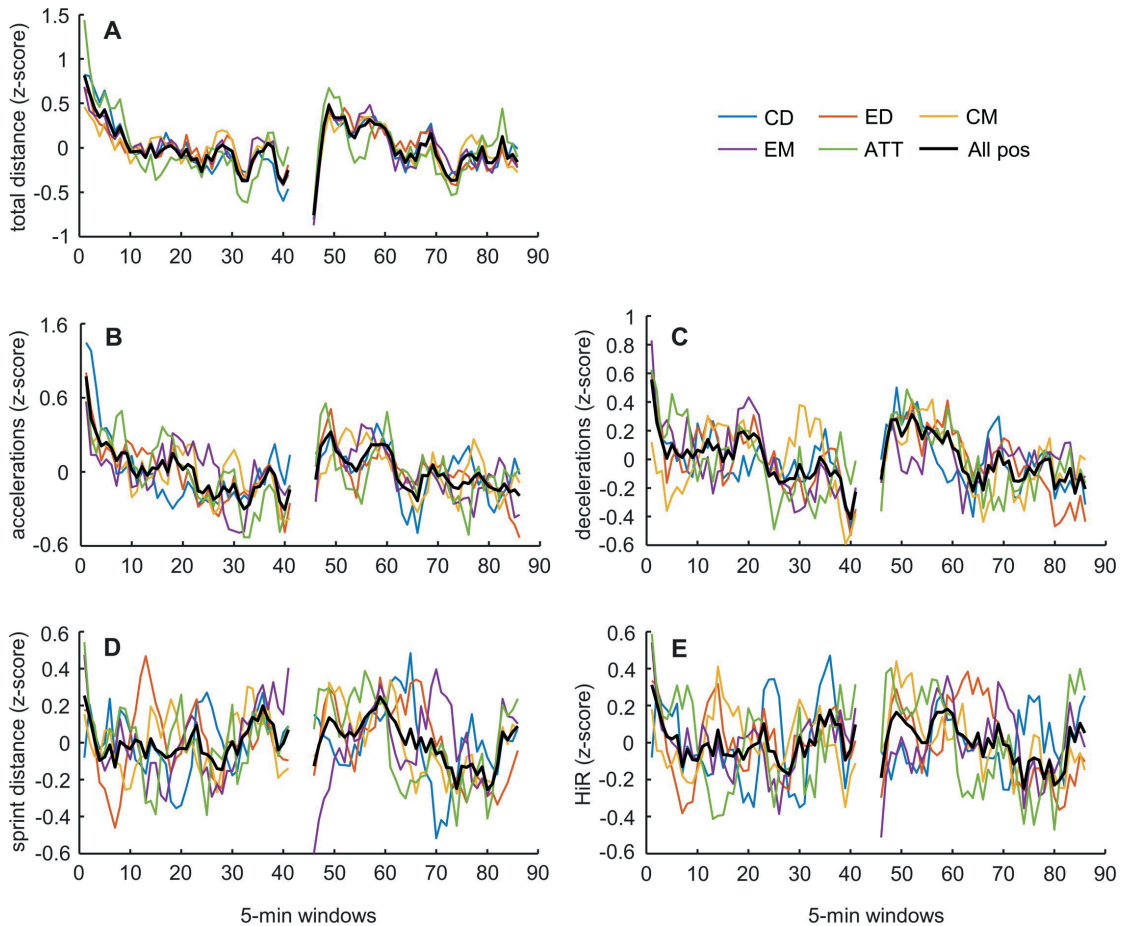 A
total distance (z-score)
1.5
1
0.5
0
-0.5
-1
0 10 20 30 40 50 60 70 80 90
CD ED CM
EM ATT All pos
B
accelerations (z-score)
1.6
0.6
0
-0.6
0 10 20 30 40 50 60 70 80 90
C
decelerations (z-score)
1
0.8
0.6
0.4
0.2
0
-0.2
-0.4
-0.6
0 10 20 30 40 50 60 70 80 90
D
sprint distance (z-score)
0.6
0.4
0.2
0
-0.2
-0.4
-0.6
0 10 20 30 40 50 60 70 80 90
5-min windows
E
HiR (z-score)
0.6
0.4
0.2
0
-0.2
-0.4
-0.6
0 10 20 30 40 50 60 70 80 90
5-min windows